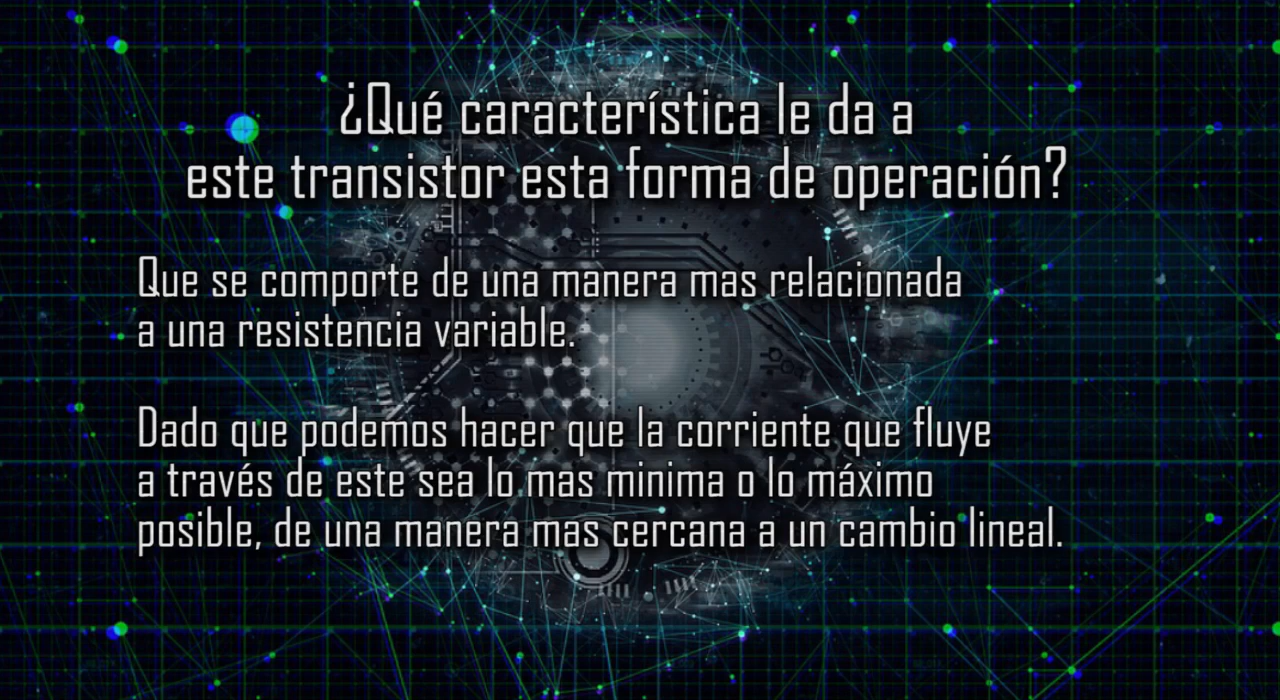 ¿Qué característica le da a
este transistor esta forma de operación?
Que se comporte de una manera mas relacionada
a una resistencia variable.
Dado que podemos hacer que la corriente que fluye
a través de este sea lo mas minima o lo máximo
posible, de una manera mas cercana a un cambio lineal.